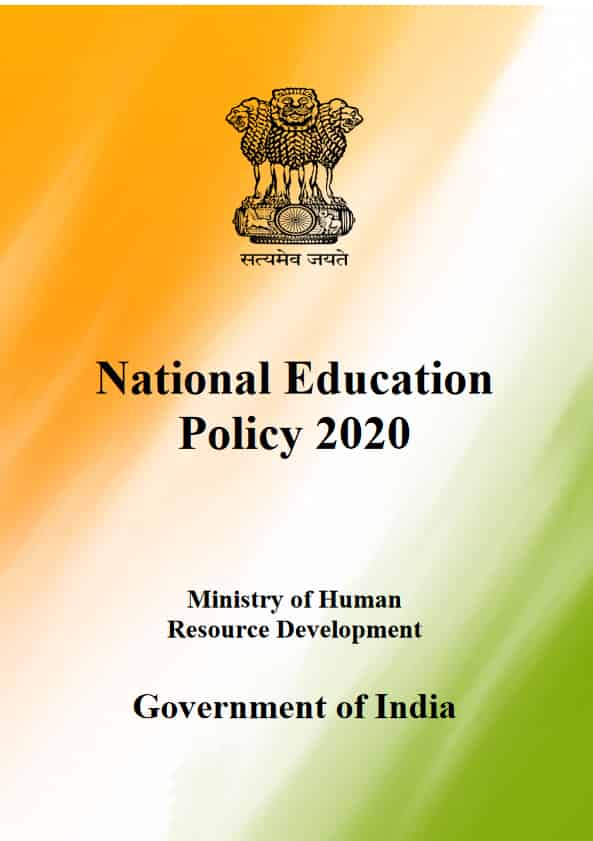 सत्यमेव जयते
National Education
Policy 2020
Ministry of Human
Resource Development
Government of India